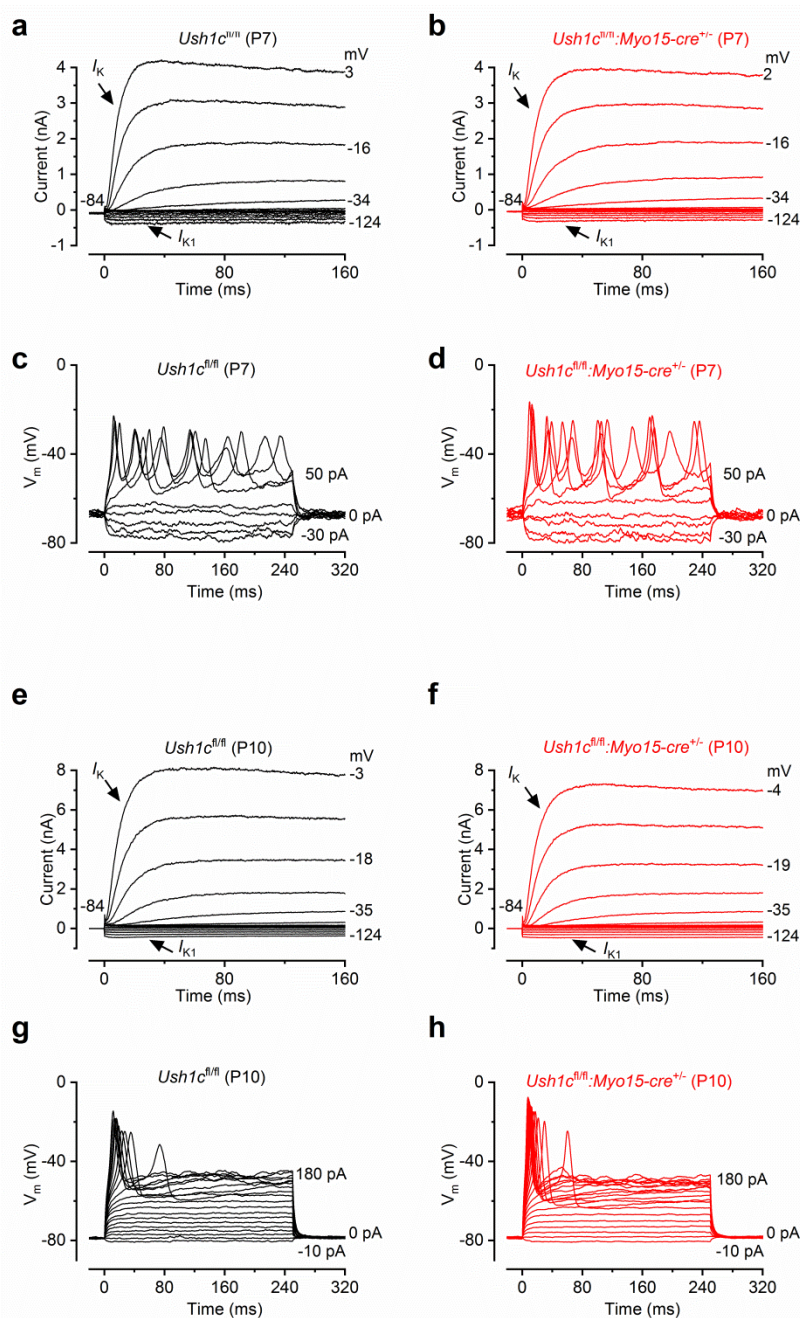 a
Ush1c^fl/fl (P7)
mV
I_K
3
-16
-34
-84
-124
I_K1
Current (nA)
4
3
2
1
0
-1
0 80 160
Time (ms)
b
Ush1c^fl/fl:Myo15-cre^+/- (P7)
mV
I_K
2
-16
-34
-84
-124
I_K1
Current (nA)
4
3
2
1
0
-1
0 80 160
Time (ms)
c
Ush1c^fl/fl (P7)
V_m (mV)
0
-40
-80
50 pA
0 pA
-30 pA
0 80 160 240 320
Time (ms)
d
Ush1c^fl/fl:Myo15-cre^+/- (P7)
V_m (mV)
0
-40
-80
50 pA
0 pA
-30 pA
0 80 160 240 320
Time (ms)
e
Ush1c^fl/fl (P10)
mV
I_K
-3
-18
-35
-84
-124
I_K1
Current (nA)
8
6
4
2
0
0 80 160
Time (ms)
f
Ush1c^fl/fl:Myo15-cre^+/- (P10)
mV
I_K
-4
-19
-35
-84
-124
I_K1
Current (nA)
8
6
4
2
0
0 80 160
Time (ms)
g
Ush1c^fl/fl (P10)
V_m (mV)
0
-40
-80
180 pA
0 pA
-10 pA
0 80 160 240 320
Time (ms)
h
Ush1c^fl/fl:Myo15-cre^+/- (P10)
V_m (mV)
0
-40
-80
180 pA
0 pA
-10 pA
0 80 160 240 320
Time (ms)